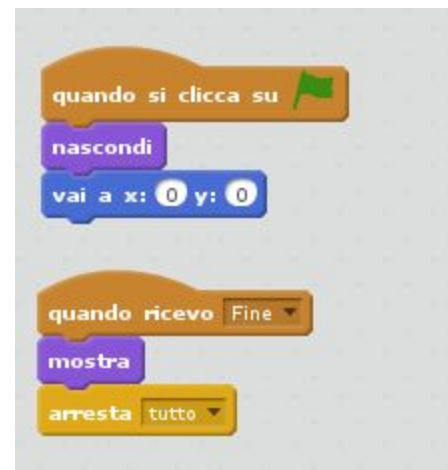 quando si clicca su
nascondi
vai a x: 0 y: 0
quando ricevo Fine
mostra
arresta tutto